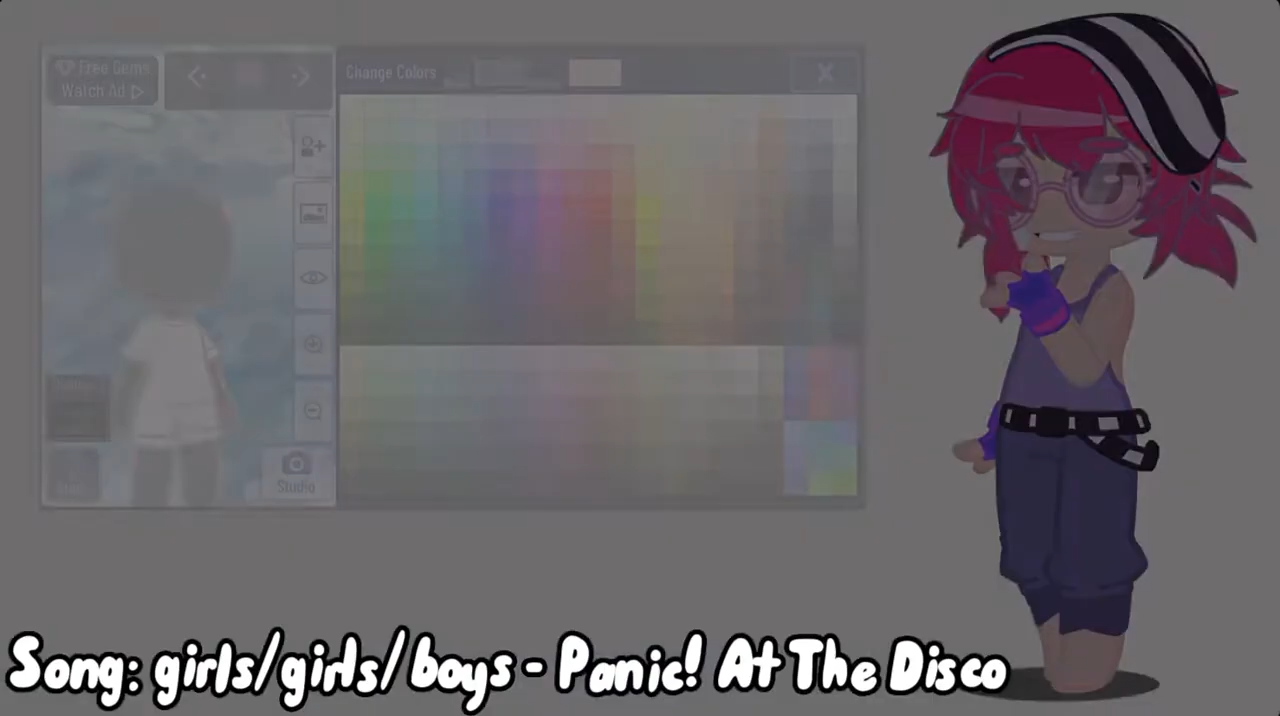 Free Gems
Watch Ad
Change Colors
Studio
Song: girls/girls/boys - Panic! At The Disco